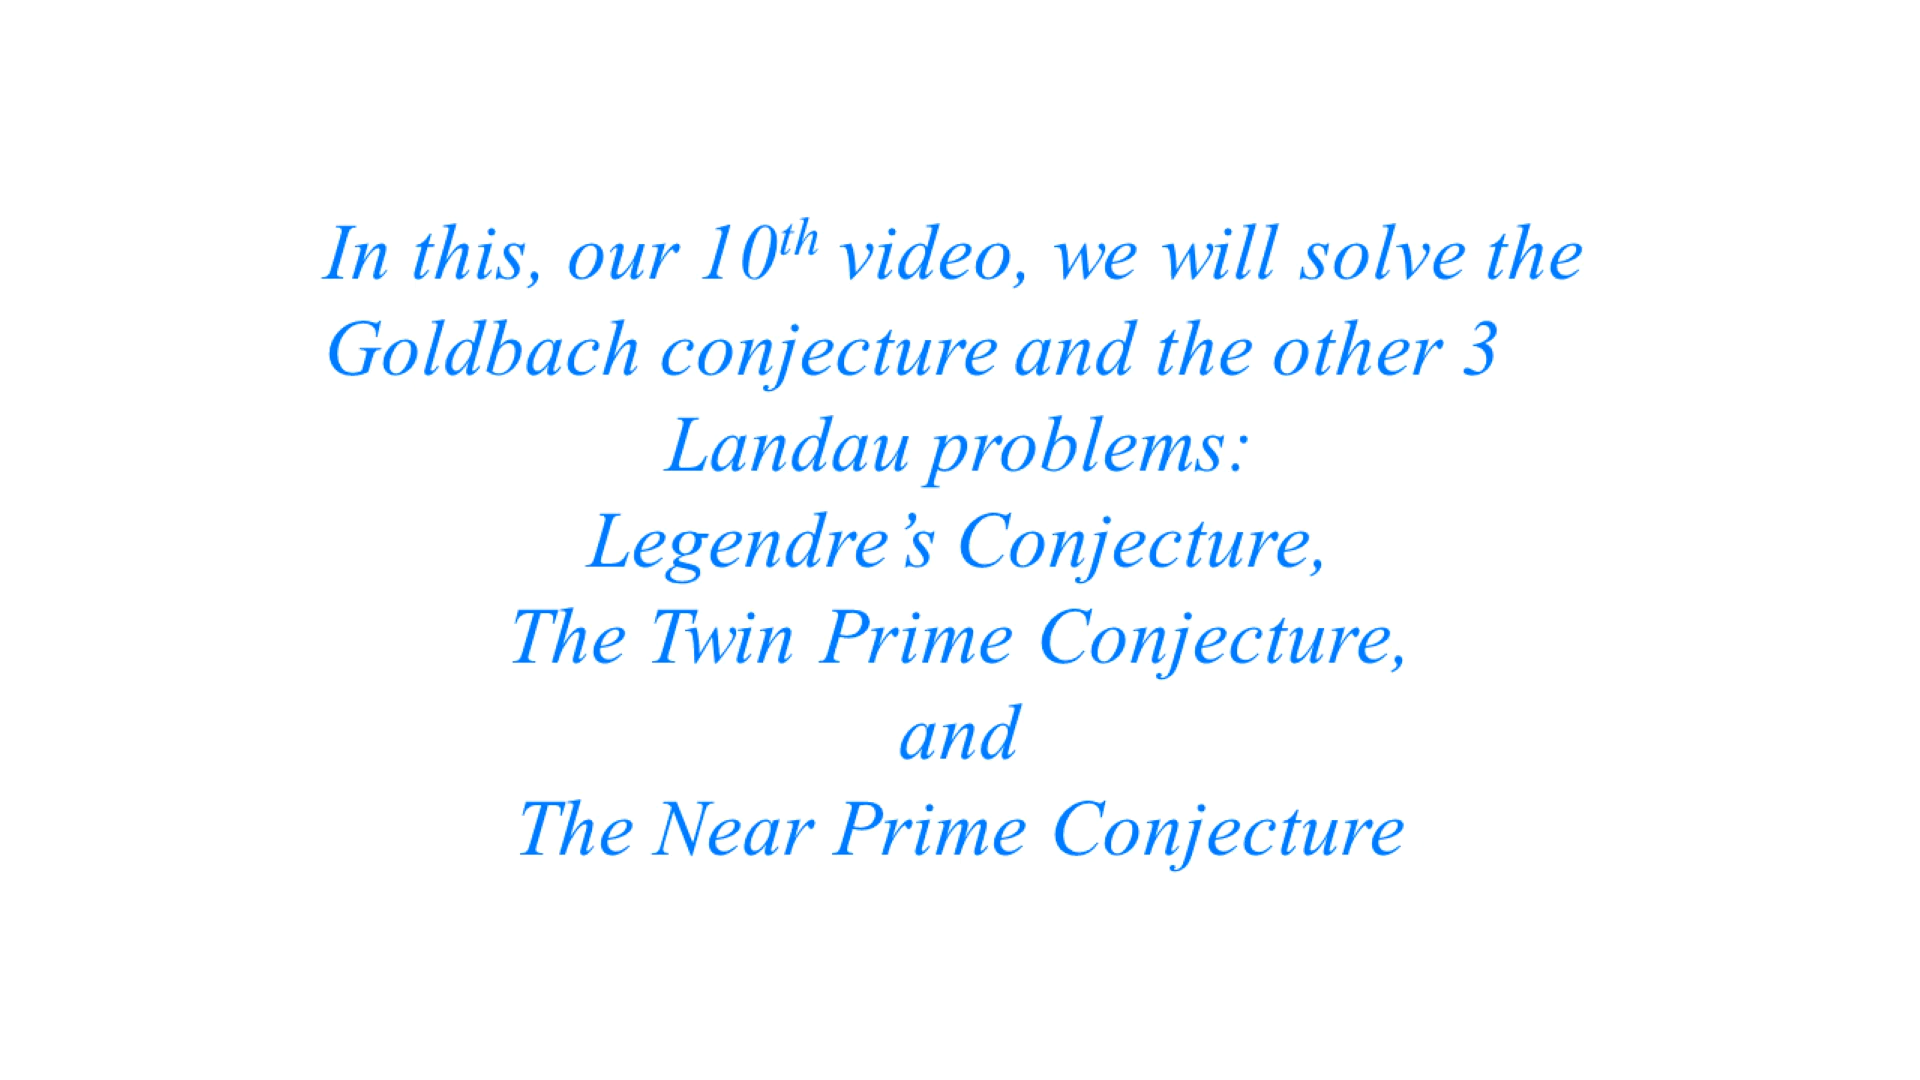 In this, our 10th video, we will solve the
Goldbach conjecture and the other 3
Landau problems:
Legendre’s Conjecture,
The Twin Prime Conjecture,
and
The Near Prime Conjecture